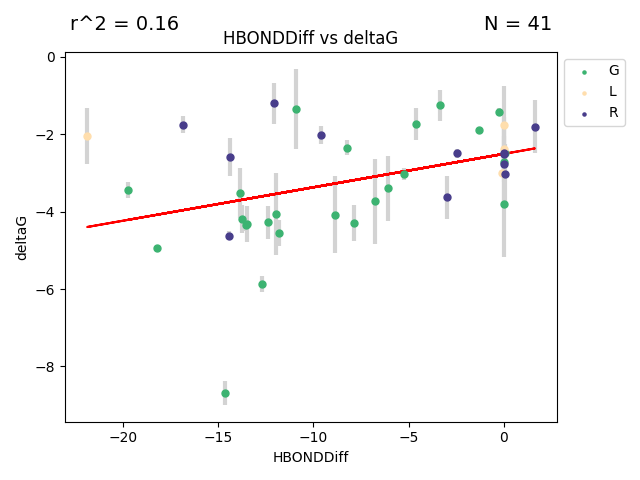 r^2 = 0.16
N = 41
HBONDDiff vs deltaG
G
L
R
0
−2
−4
−6
−8
deltaG
−20
−15
−10
−5
0
HBONDDiff